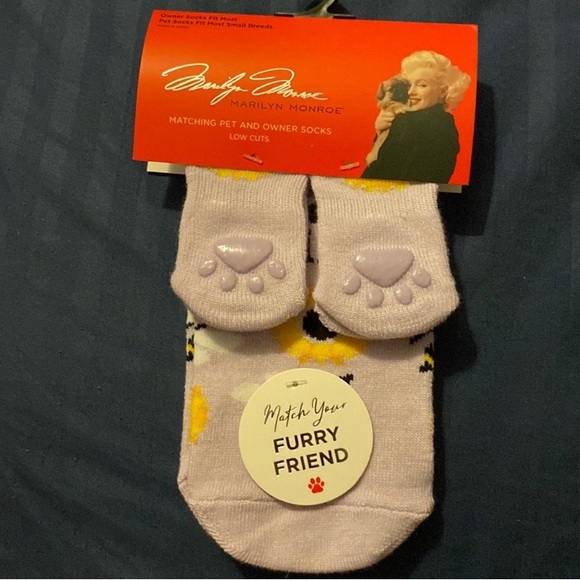 Owner Socks Fit Most
Pet Socks Fit Most Small Breeds
Marilyn Monroe
MARILYN MONROE
MATCHING PET AND OWNER SOCKS
LOW CUTS
Match Your
FURRY
FRIEND